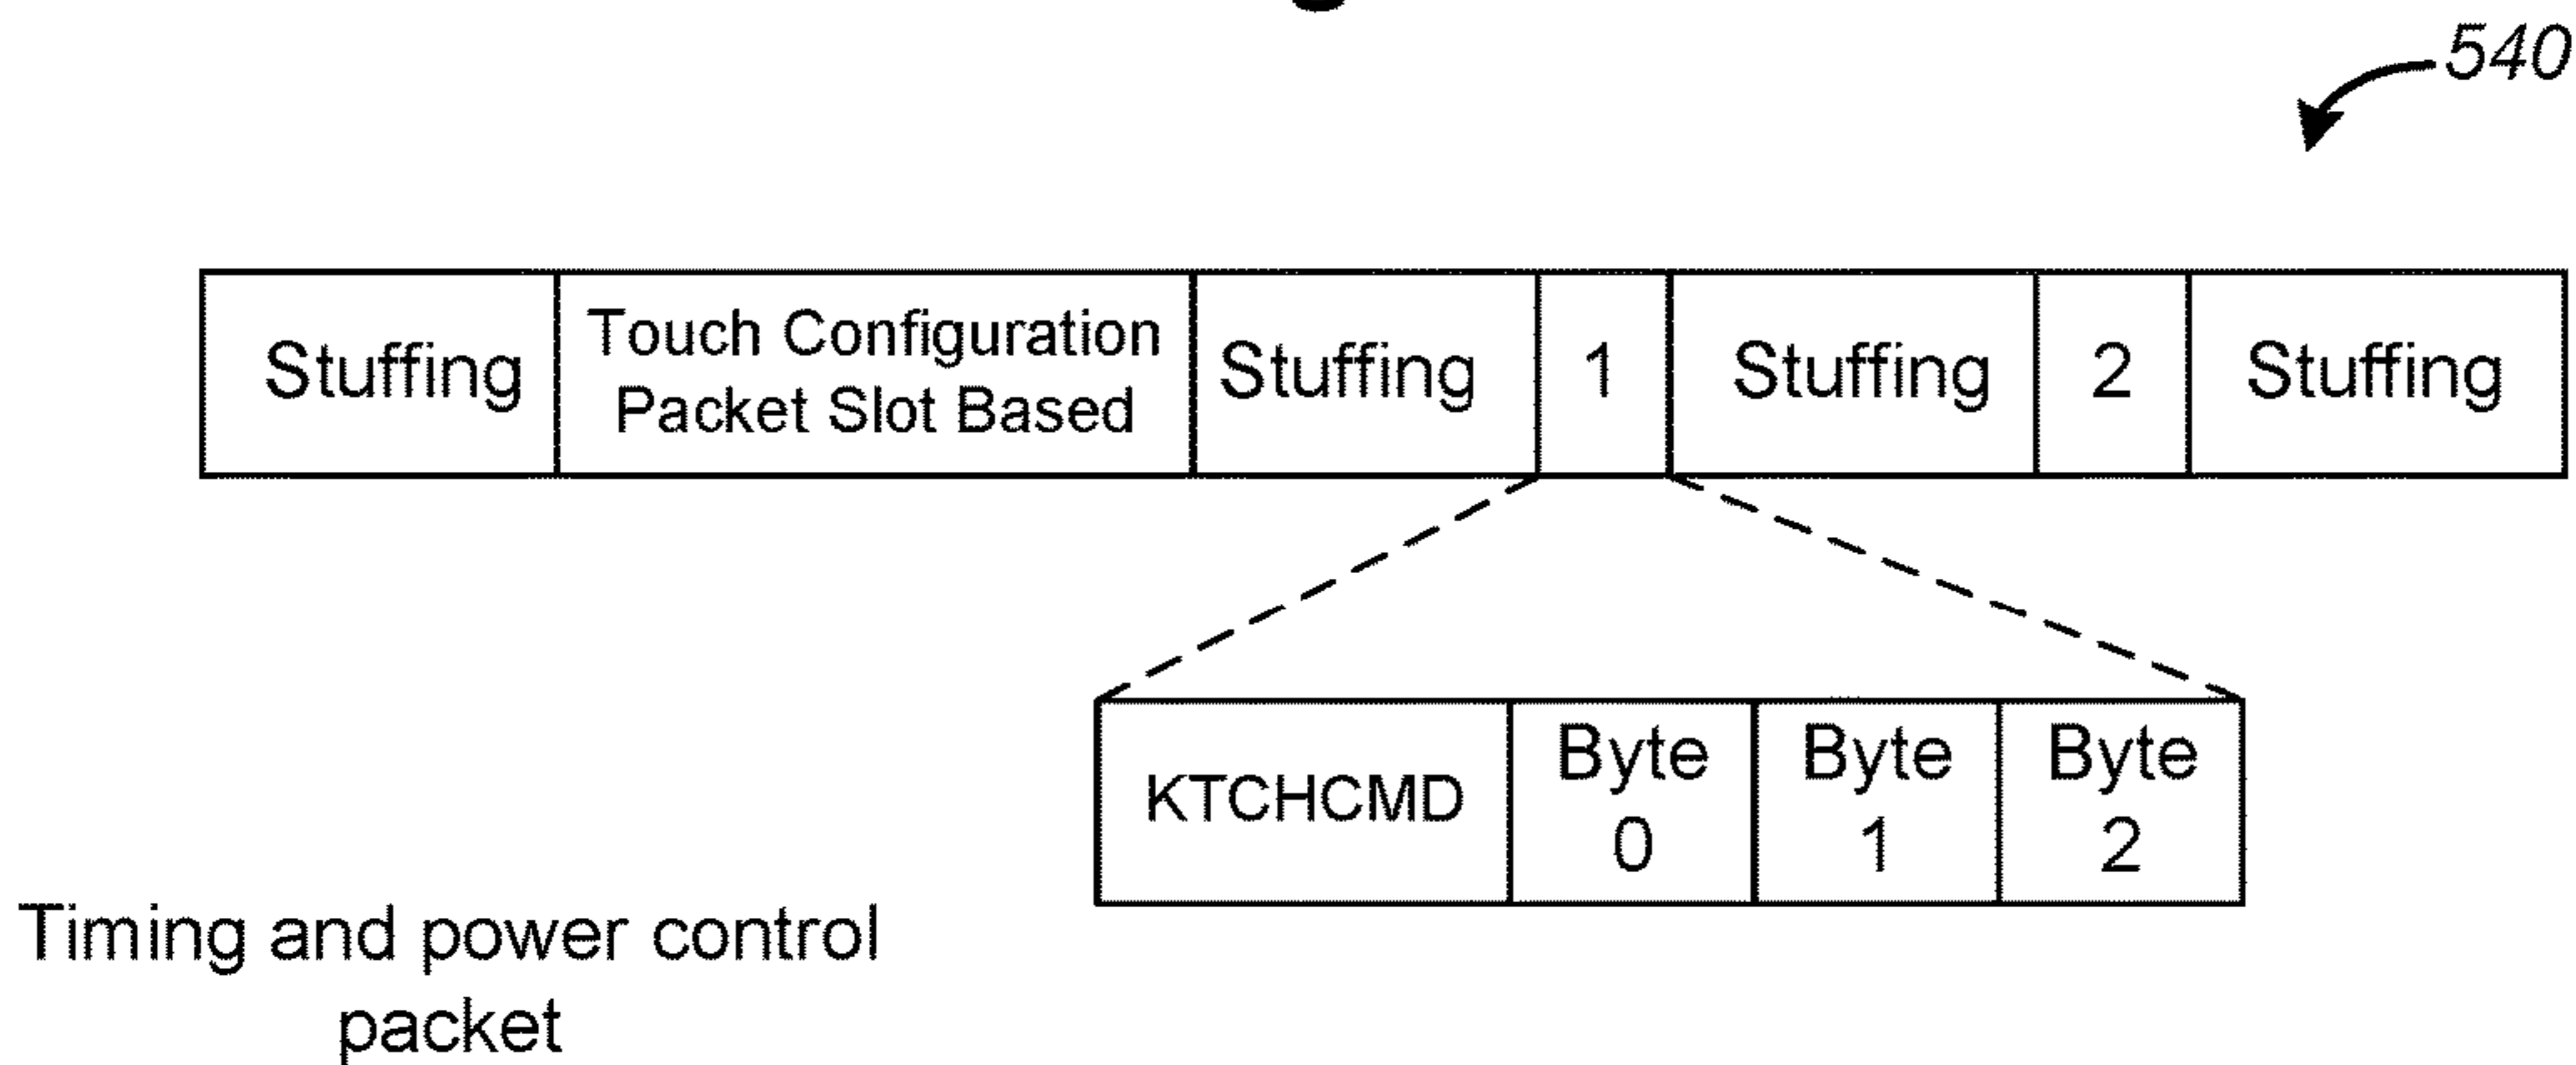 540
Stuffing
Touch Configuration
Packet Slot Based
Stuffing
1
Stuffing
2
Stuffing
KTCHCMD
Byte
0
Byte
1
Byte
2
Timing and power control
packet